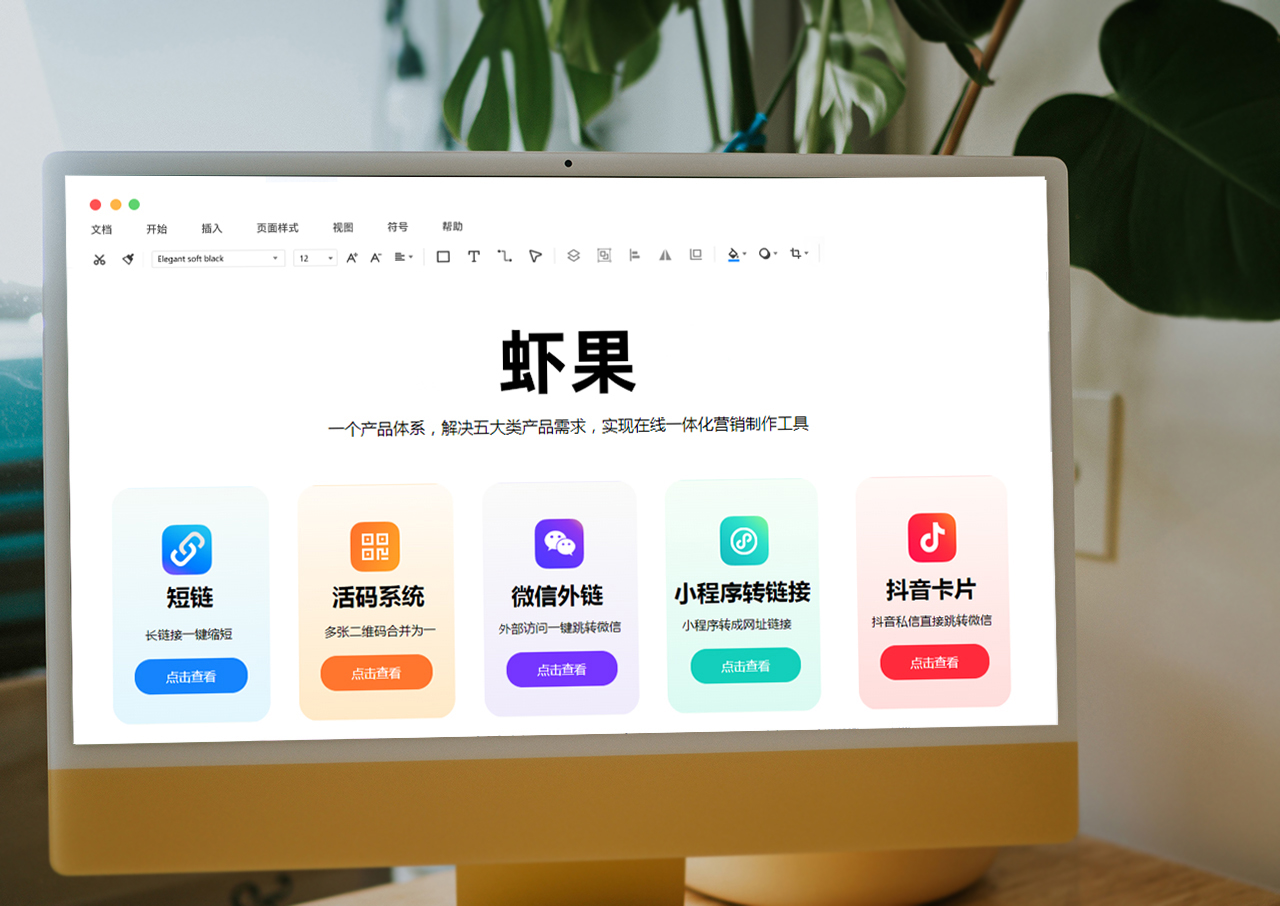 文档 开始 插入 页面样式 视图 符号 帮助
Elegant soft black 12 A+ A-
虾果
一个产品体系，解决五大类产品需求，实现在线一体化营销制作工具
短链
长链接一键缩短
点击查看
活码系统
多张二维码合并为一
点击查看
微信外链
外部访问一键跳转微信
点击查看
小程序转链接
小程序转成网址链接
点击查看
抖音卡片
抖音私信直接跳转微信
点击查看